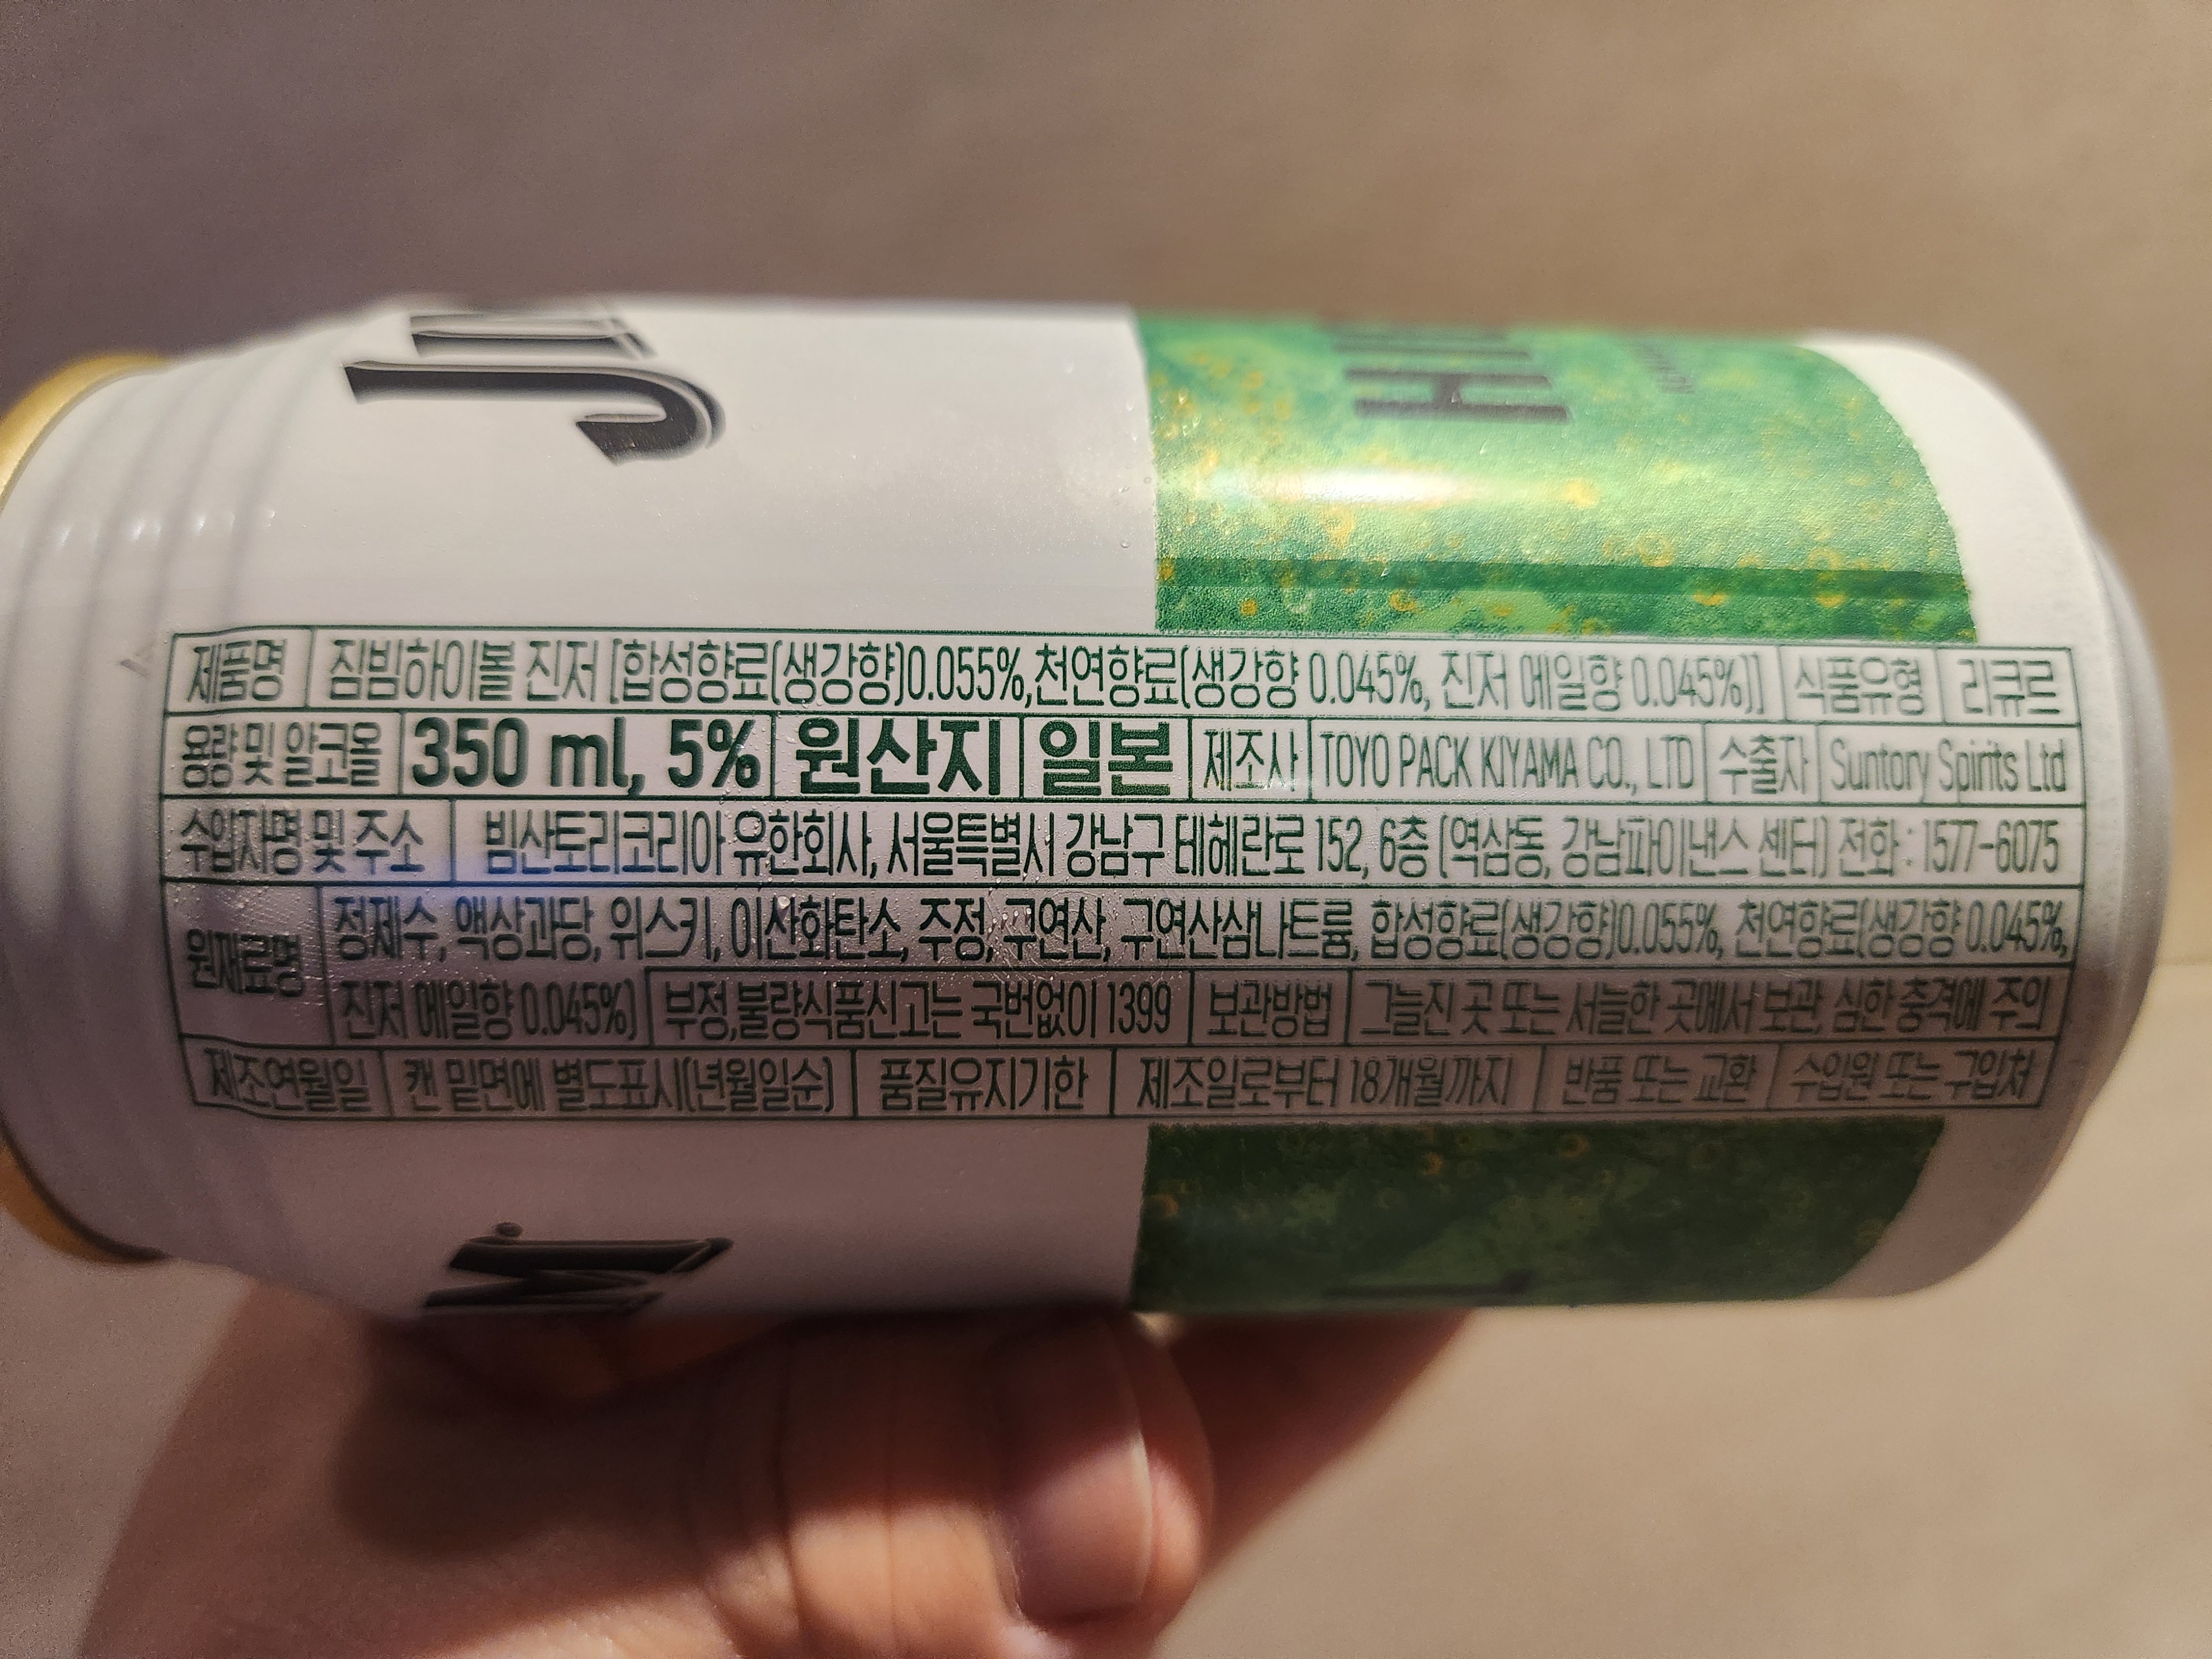 제품명 짐빔하이볼 진저 [합성향료(생강향)0.055%,천연향료(생강향 0.045%, 진저 에일향 0.045%)] 식품유형 리큐르
용량 및 알코올 350 ml, 5% 원산지 일본 제조사 TOYO PACK KIYAMA CO., LTD 수출자 Suntory Spirits Ltd
수입자명 및 주소 빔산토리코리아 유한회사, 서울특별시 강남구 테헤란로 152, 6층 (역삼동, 강남파이낸스 센터) 전화 : 1577-6075
원재료명 정제수, 액상과당, 위스키, 이산화탄소, 주정, 구연산, 구연산삼나트륨, 합성향료(생강향)0.055%, 천연향료(생강향 0.045%,
진저 에일향 0.045%) 부정,불량식품신고는 국번없이 1399 보관방법 그늘진 곳 또는 서늘한 곳에서 보관, 심한 충격에 주의
제조연월일 캔 밑면에 별도표시(년월일순) 품질유지기한 제조일로부터 18개월까지 반품 또는 교환 수입원 또는 구입처